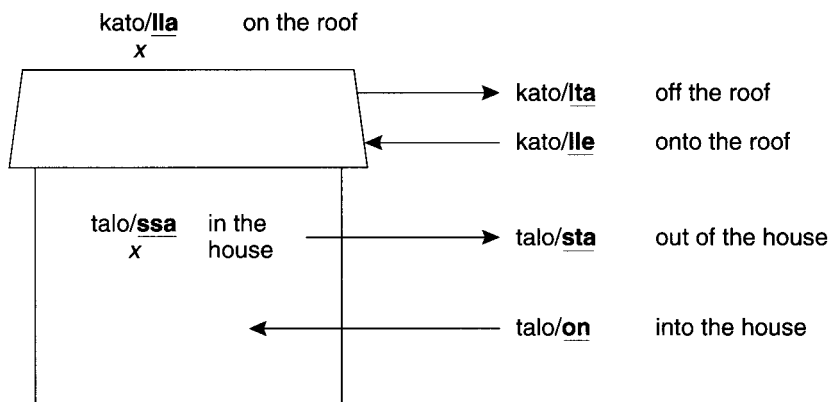 kato/lla on the roof
x
kato/lta off the roof
kato/lle onto the roof
talo/ssa in the
x house
talo/sta out of the house
talo/on into the house